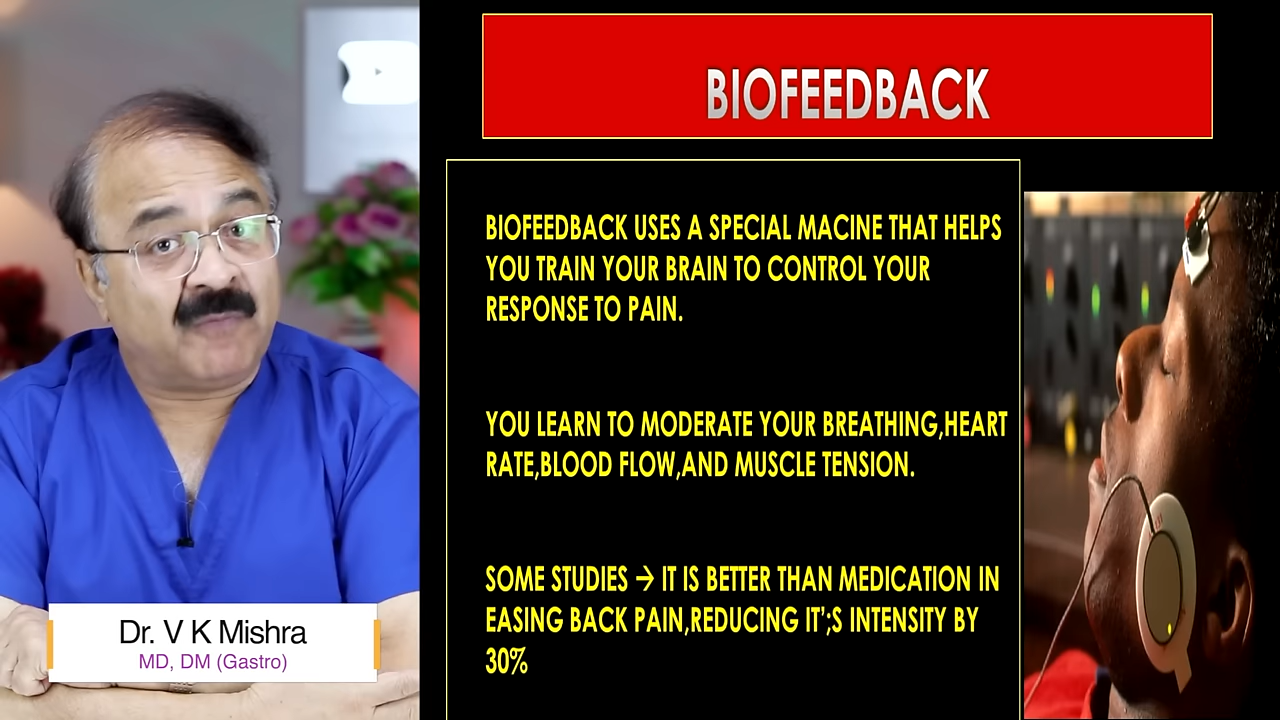 BIOFEEDBACK
BIOFEEDBACK USES A SPECIAL MACINE THAT HELPS
YOU TRAIN YOUR BRAIN TO CONTROL YOUR
RESPONSE TO PAIN.
YOU LEARN TO MODERATE YOUR BREATHING,HEART
RATE,BLOOD FLOW,AND MUSCLE TENSION.
SOME STUDIES → IT IS BETTER THAN MEDICATION IN
EASING BACK PAIN,REDUCING IT’;S INTENSITY BY
30%
Dr. V K Mishra
MD, DM (Gastro)